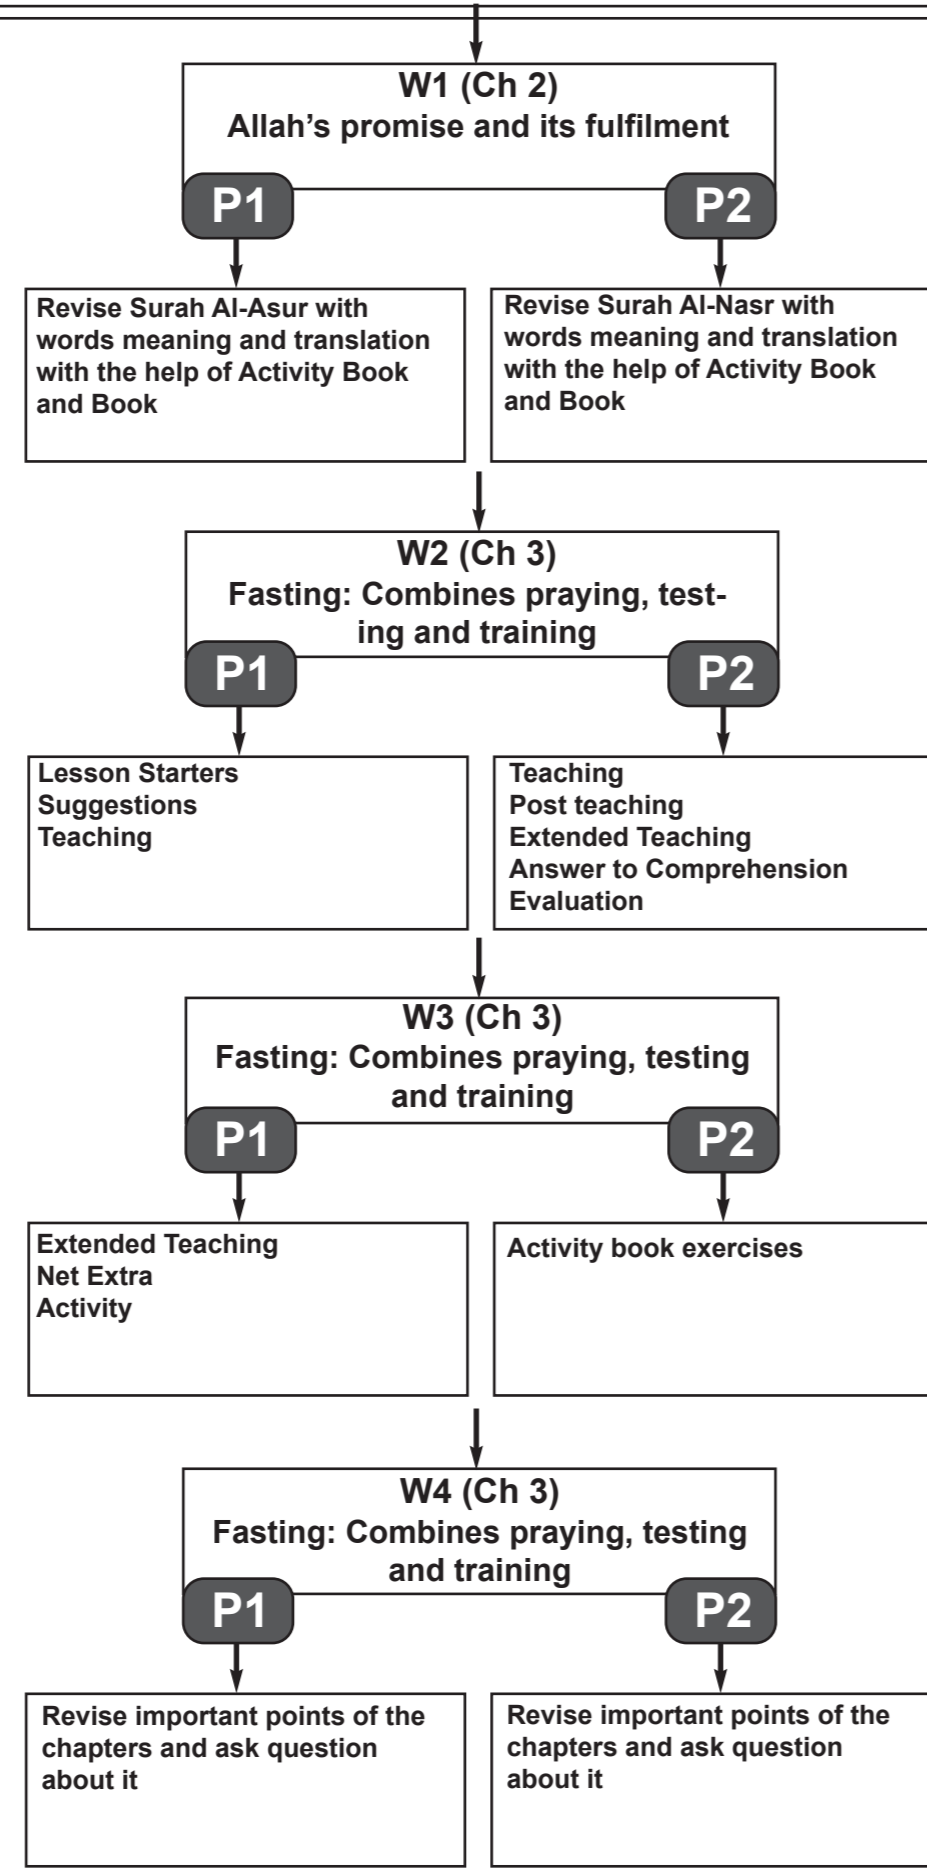 W1 (Ch 2)
Allah's promise and its fulfilment
P1
P2
Revise Surah Al-Asur with
words meaning and translation
with the help of Activity Book
and Book
Revise Surah Al-Nasr with
words meaning and translation
with the help of Activity Book
and Book
W2 (Ch 3)
Fasting: Combines praying, test-
ing and training
P1
P2
Lesson Starters
Suggestions
Teaching
Teaching
Post teaching
Extended Teaching
Answer to Comprehension
Evaluation
W3 (Ch 3)
Fasting: Combines praying, testing
and training
P1
P2
Extended Teaching
Net Extra
Activity
Activity book exercises
W4 (Ch 3)
Fasting: Combines praying, testing
and training
P1
P2
Revise important points of the
chapters and ask question
about it
Revise important points of the
chapters and ask question
about it